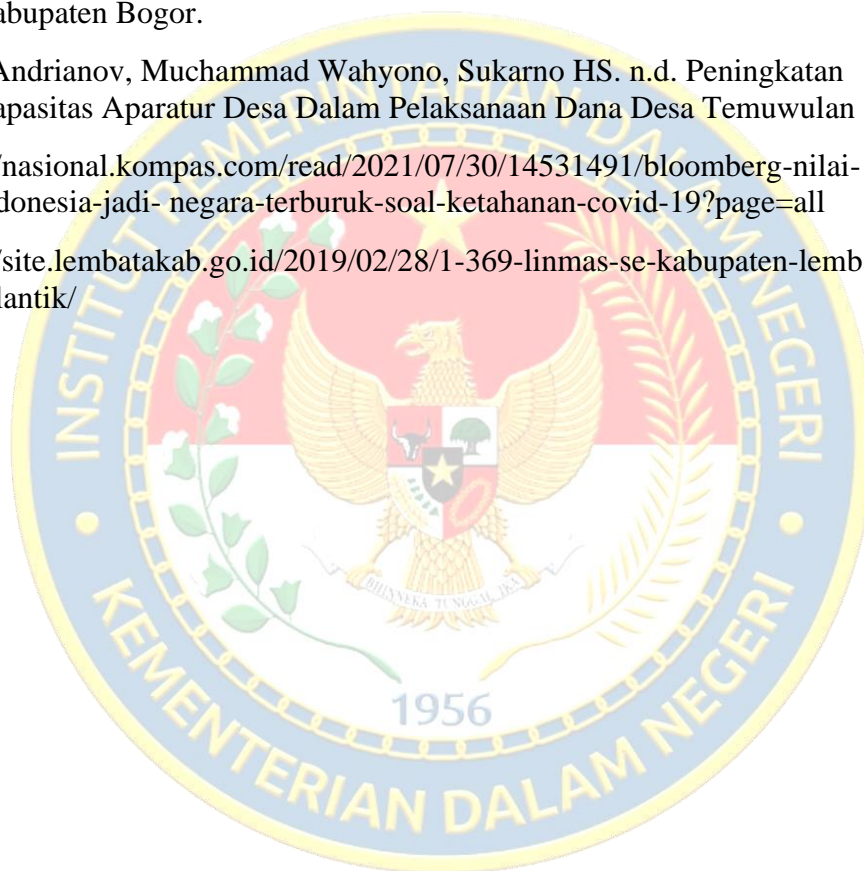 abupaten Bogor.
Andrianov, Muchammad Wahyono, Sukarno HS. n.d. Peningkatan
apasitas Aparatur Desa Dalam Pelaksanaan Dana Desa Temuwulan
/nasional.kompas.com/read/2021/07/30/14531491/bloomberg-nilai-
donesia-jadi- negara-terburuk-soal-ketahanan-covid-19?page=all
/site.lembatakab.go.id/2019/02/28/1-369-linmas-se-kabupaten-lemb
lantik/
INSTITUT PEMERINTAHAN DALAM NEGERI
BHINNEKA TUNGGAL IKA
1956
KEMENTERIAN DALAM NEGERI